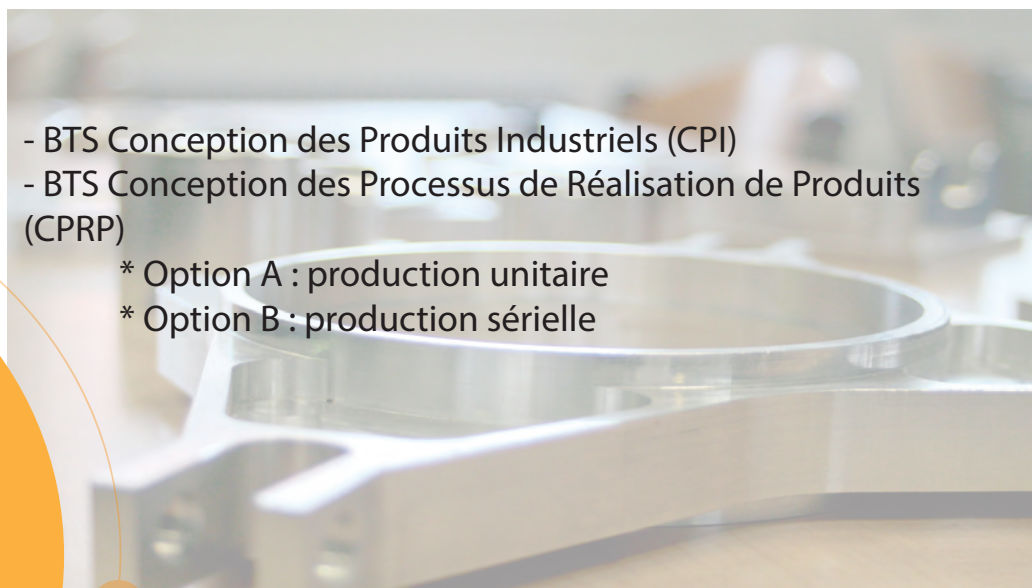 - BTS Conception des Produits Industriels (CPI)
- BTS Conception des Processus de Réalisation de Produits
(CPRP)
* Option A : production unitaire
* Option B : production sérielle